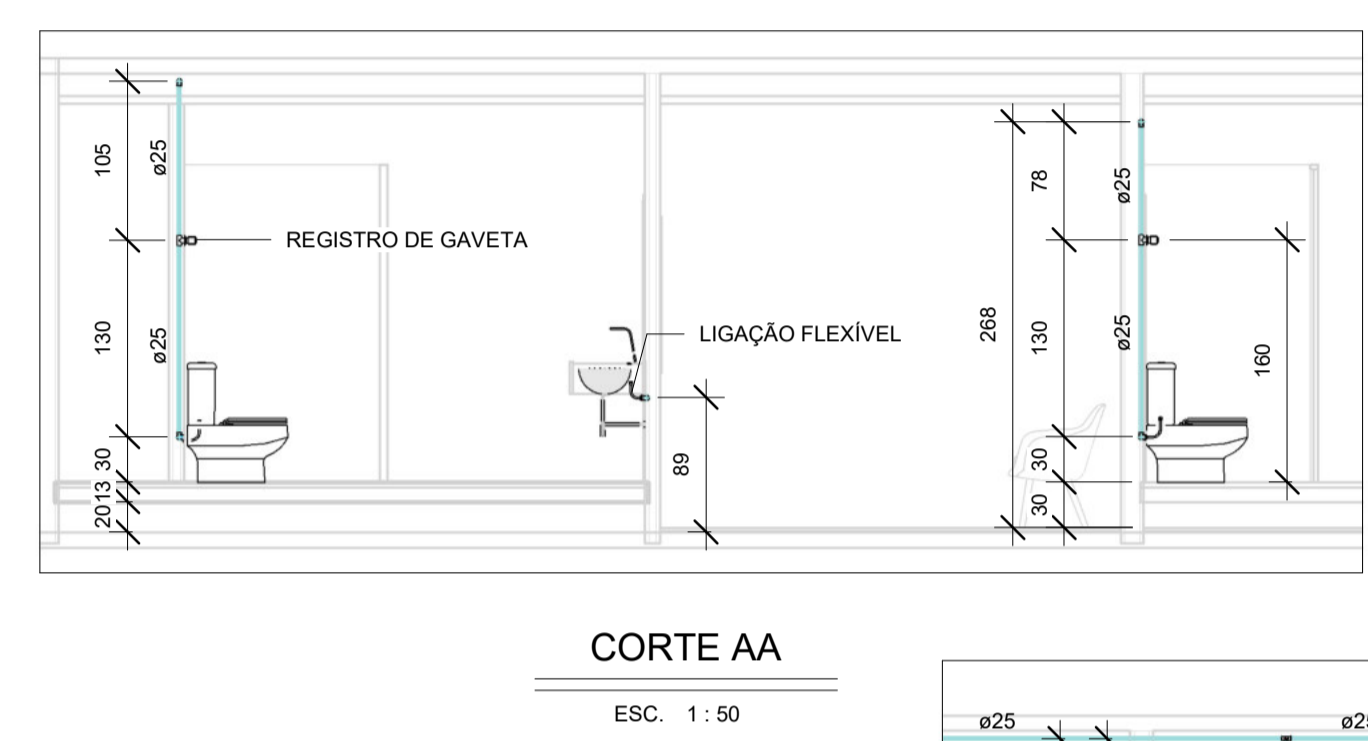 105
ø25
REGISTRO DE GAVETA
130
ø25
30
13
20
LIGAÇÃO FLEXÍVEL
89
268
78
ø25
130
ø25
160
30
30
CORTE AA
ESC. 1 : 50
ø25